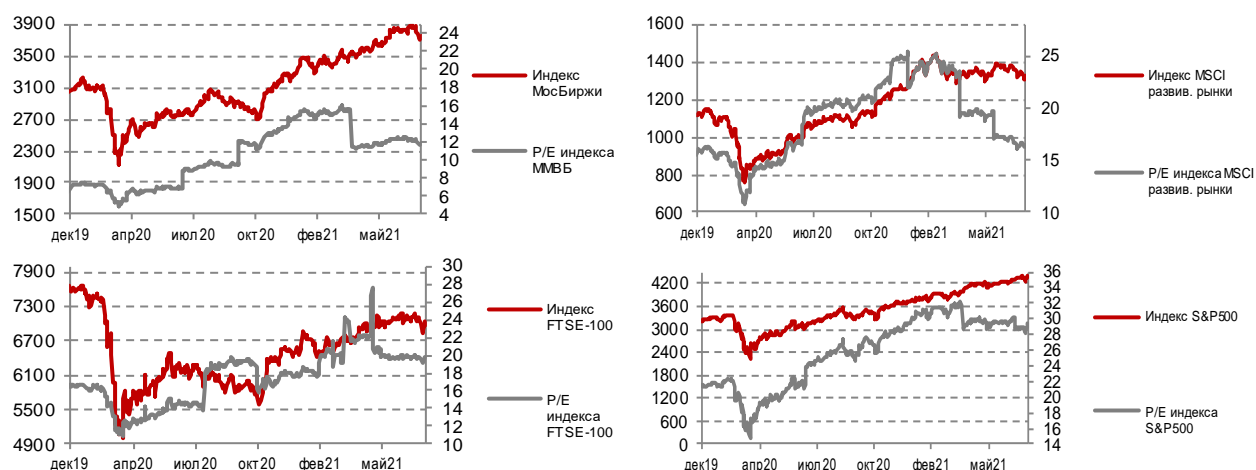 3900
3500
3100
2700
2300
1900
1500
24
22
20
18
16
14
12
10
8
6
4
дек19
апр20
июл20
окт20
фев21
май21
Индекс
МосБиржи
P/E индекса
ММВБ
1600
1400
1200
1000
800
600
25
20
15
10
дек19
апр20
июл20
окт20
фев21
май21
Индекс MSCI
развив. рынки
P/E индекса MSCI
развив. рынки
7900
7300
6700
6100
5500
4900
30
28
26
24
22
20
18
16
14
12
10
дек19
апр20
июл20
окт20
фев21
май21
Индекс
FTSE-100
P/E
индекса
FTSE-100
4200
3600
3000
2400
1800
1200
600
0
36
34
32
30
28
26
24
22
20
18
16
14
дек19
апр20
июл20
окт20
фев21
май21
Индекс S&P500
P/E индекса
S&P500